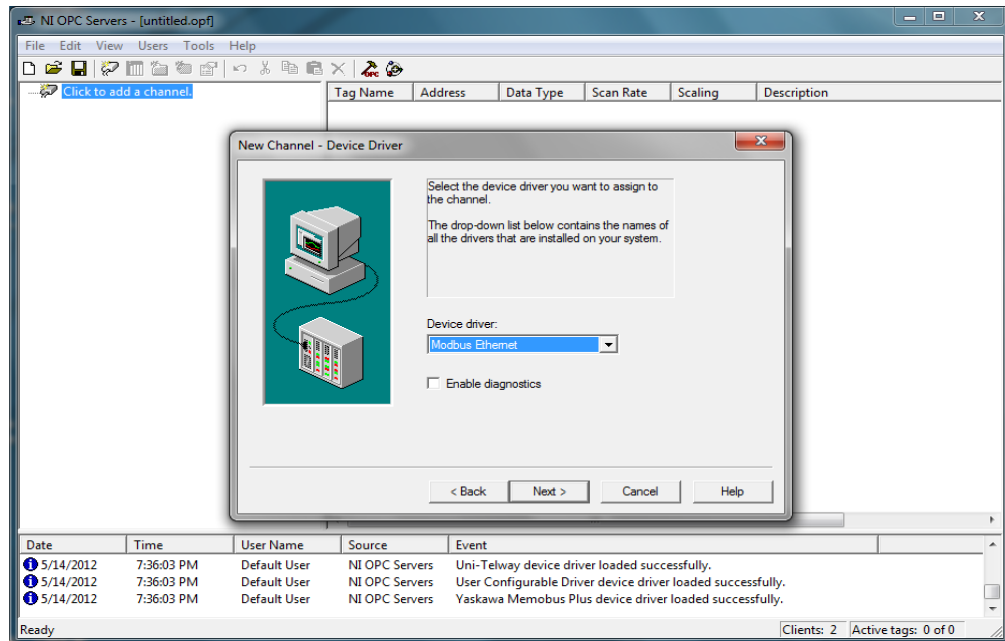 NI OPC Servers - [untitled.opf]
File Edit View Users Tools Help
OPC
Click to add a channel.
Tag Name Address Data Type Scan Rate Scaling Description
New Channel - Device Driver
Select the device driver you want to assign to
the channel.
The drop-down list below contains the names of
all the drivers that are installed on your system.
Device driver:
Modbus Ethernet
Enable diagnostics
< Back Next > Cancel Help
Date Time User Name Source Event
5/14/2012 7:36:03 PM Default User NI OPC Servers Uni-Telway device driver loaded successfully.
5/14/2012 7:36:03 PM Default User NI OPC Servers User Configurable Driver device driver loaded successfully.
5/14/2012 7:36:03 PM Default User NI OPC Servers Yaskawa Memobus Plus device driver loaded successfully.
Ready Clients: 2 Active tags: 0 of 0